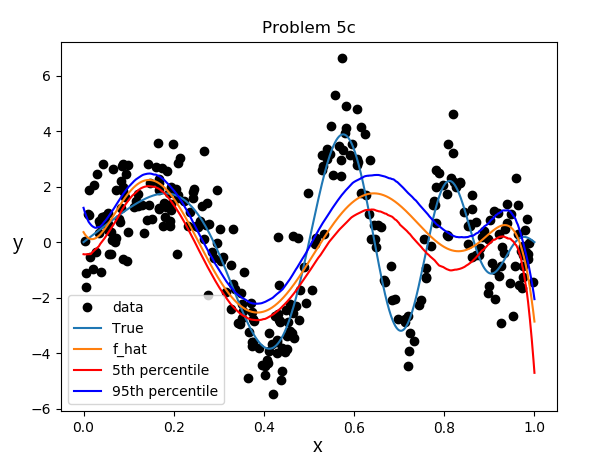 Problem 5c
6
4
2
0
−2
−4
−6
y
data
True
f_hat
5th percentile
95th percentile
0.0 0.2 0.4 0.6 0.8 1.0
x